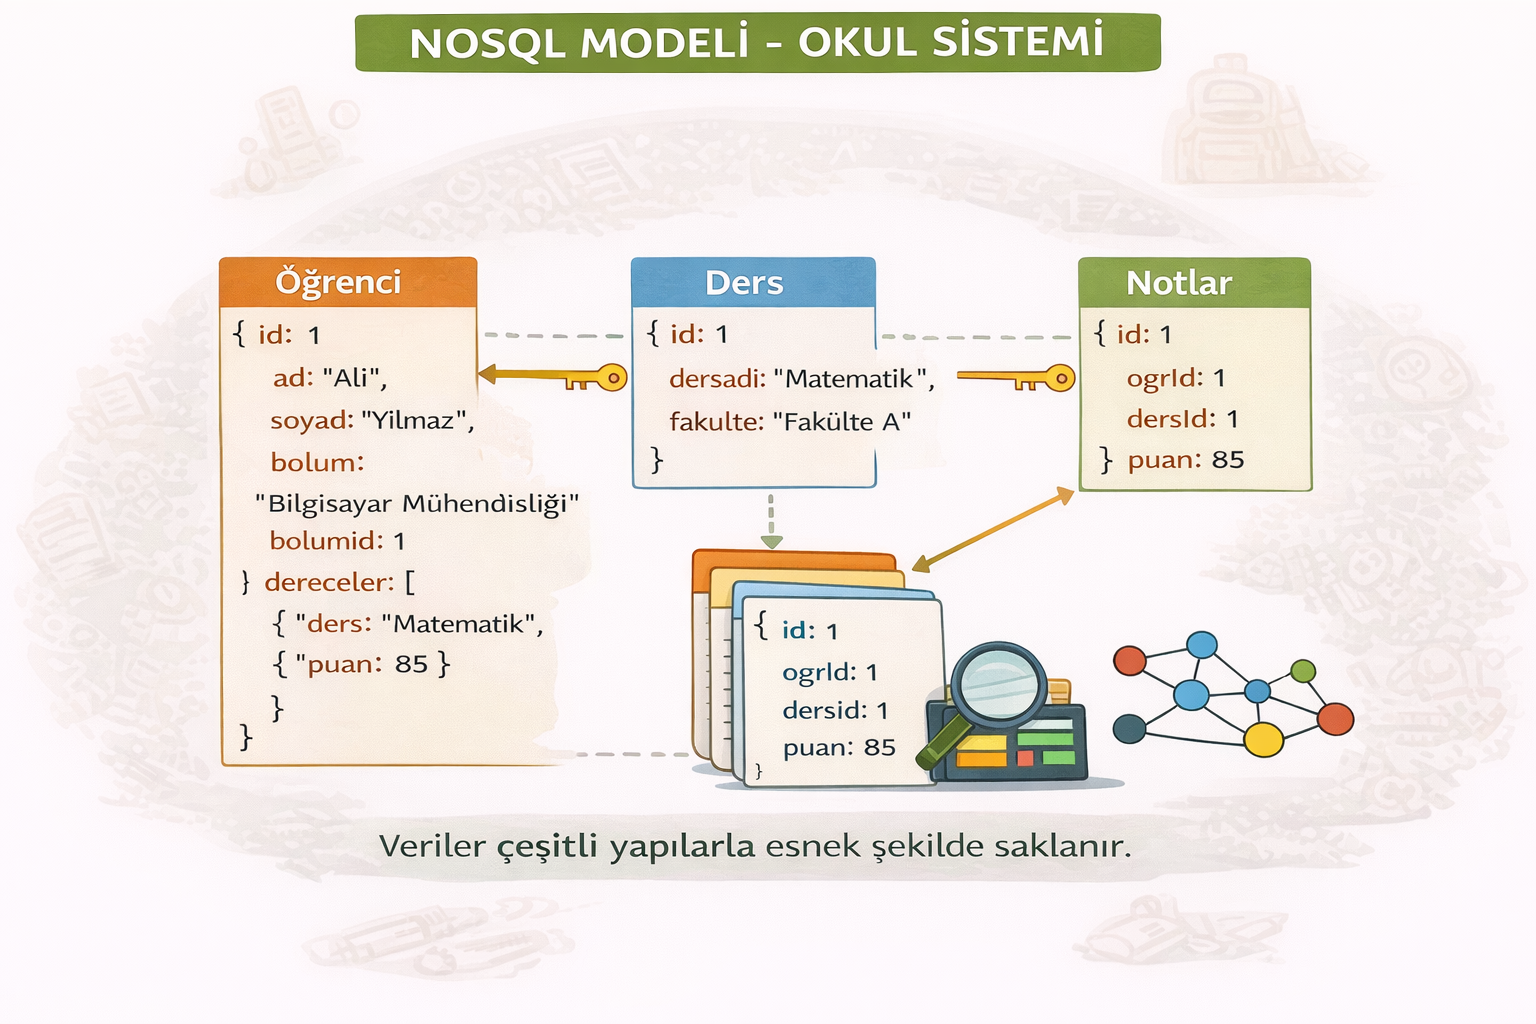 NOSQL MODELİ - OKUL SİSTEMİ
Öğrenci
{ id: 1
ad: "Ali",
soyad: "Yilmaz",
bolum:
"Bilgisayar Mühendisliği"
bolumid: 1
} dereceler: [
{ "ders: "Matematik",
{ "puan: 85 }
}
}
Ders
{ id: 1
dersadi: "Matematik",
fakulte: "Fakülte A"
}
Notlar
{ id: 1
ogrId: 1
dersId: 1
} puan: 85
{ id: 1
ogrId: 1
dersid: 1
puan: 85
}
Veriler çeşitli yapılarla esnek şekilde saklanır.